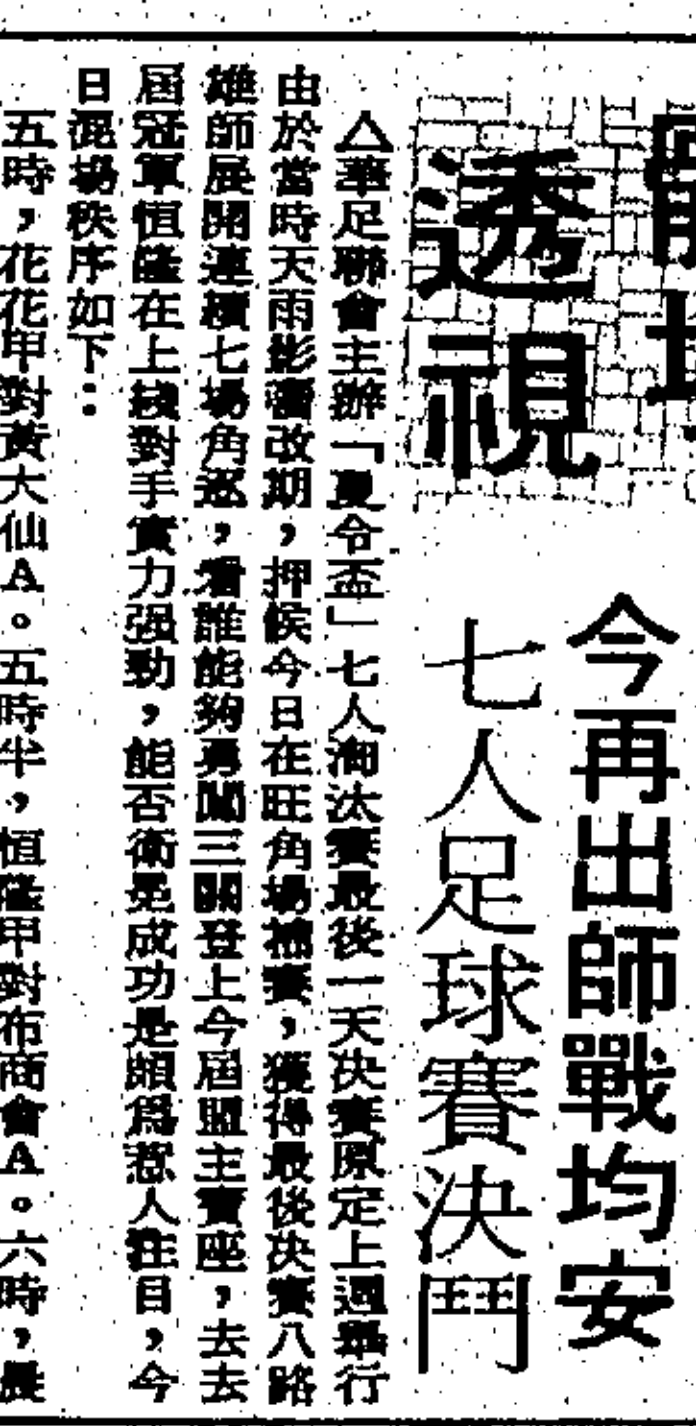 透視
今再出師戰均安
七人足球賽決鬥
△華足聯會主辦「夏令盃」七人淘汰賽最後一天決賽原定上週舉行
由於當時天雨影響改期，押候今日在旺角場補賽，獲得最後決賽八路
雄師展開連續七場角逐，看誰能夠勇闖三關登上今屆盟主寶座，去去
屆冠軍恒隆在上綫對手實力强勁，能否衛冕成功是頗爲惹人注目，今
日混場秩序如下：
五時，花花甲對黃大仙A。五時半，恒隆甲對布商會A。六時，晨